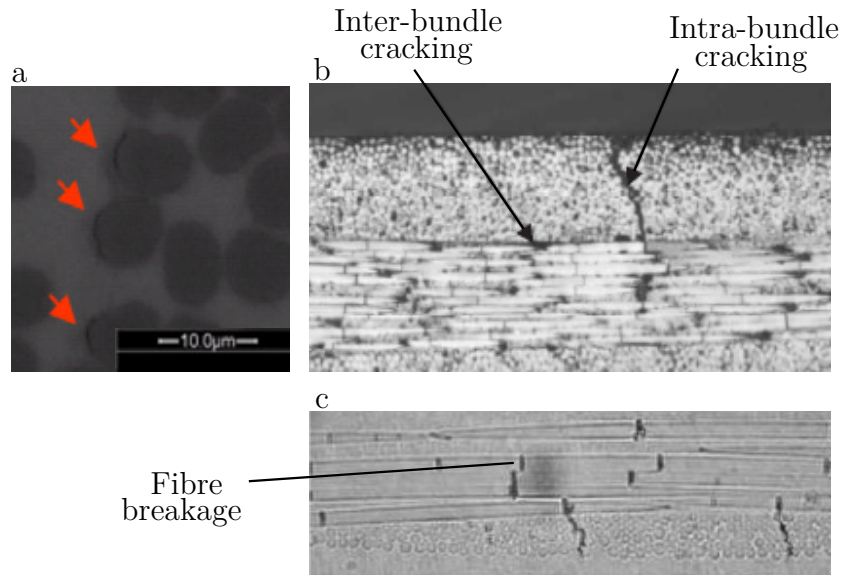 Inter-bundle
cracking
Intra-bundle
cracking
a
b
10.0µm
c
Fibre
breakage